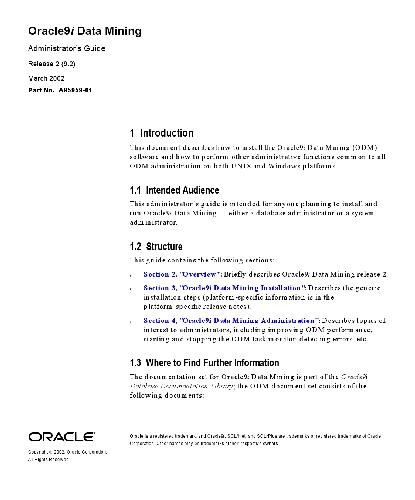 Oracle9i Data Mining
Administrator's Guide
Release 2 (9.2)
March 2002
Part No. A95959-01
1 Introduction
This document describes how to install the Oracle9i Data Mining (ODM)
software and how to perform other administrative functions common to all
ODM administration on both UNIX and Windows platforms.
1.1 Intended Audience
This administrator's guide is intended for anyone planning to install and
run Oracle9i Data Mining — either a database administrator or a system
administrator.
1.2 Structure
This guide contains the following sections:
Section 2, "Overview": Briefly describes Oracle9i Data Mining release 2.
Section 3, "Oracle9i Data Mining Installation": Describes the generic
installation steps (platform-specific information is in the
platform-specific release notes).
Section 4, "Oracle9i Data Mining Administration": Describes topics of
interest to administrators, including improving ODM performance,
starting and stopping the ODM task monitor, detecting errors, etc.
1.3 Where to Find Further Information
The documentation set for Oracle9i Data Mining is part of the Oracle9i
Database Documentation Library; the ODM document set consists of the
following documents:
ORACLE
Copyright © 2002, Oracle Corporation.
All Rights Reserved.
Oracle is a registered trademark, and Oracle9i, SQL*Net, and SQL*Plus are trademarks or registered trademarks of Oracle
Corporation. Other names may be trademarks of their respective owners.